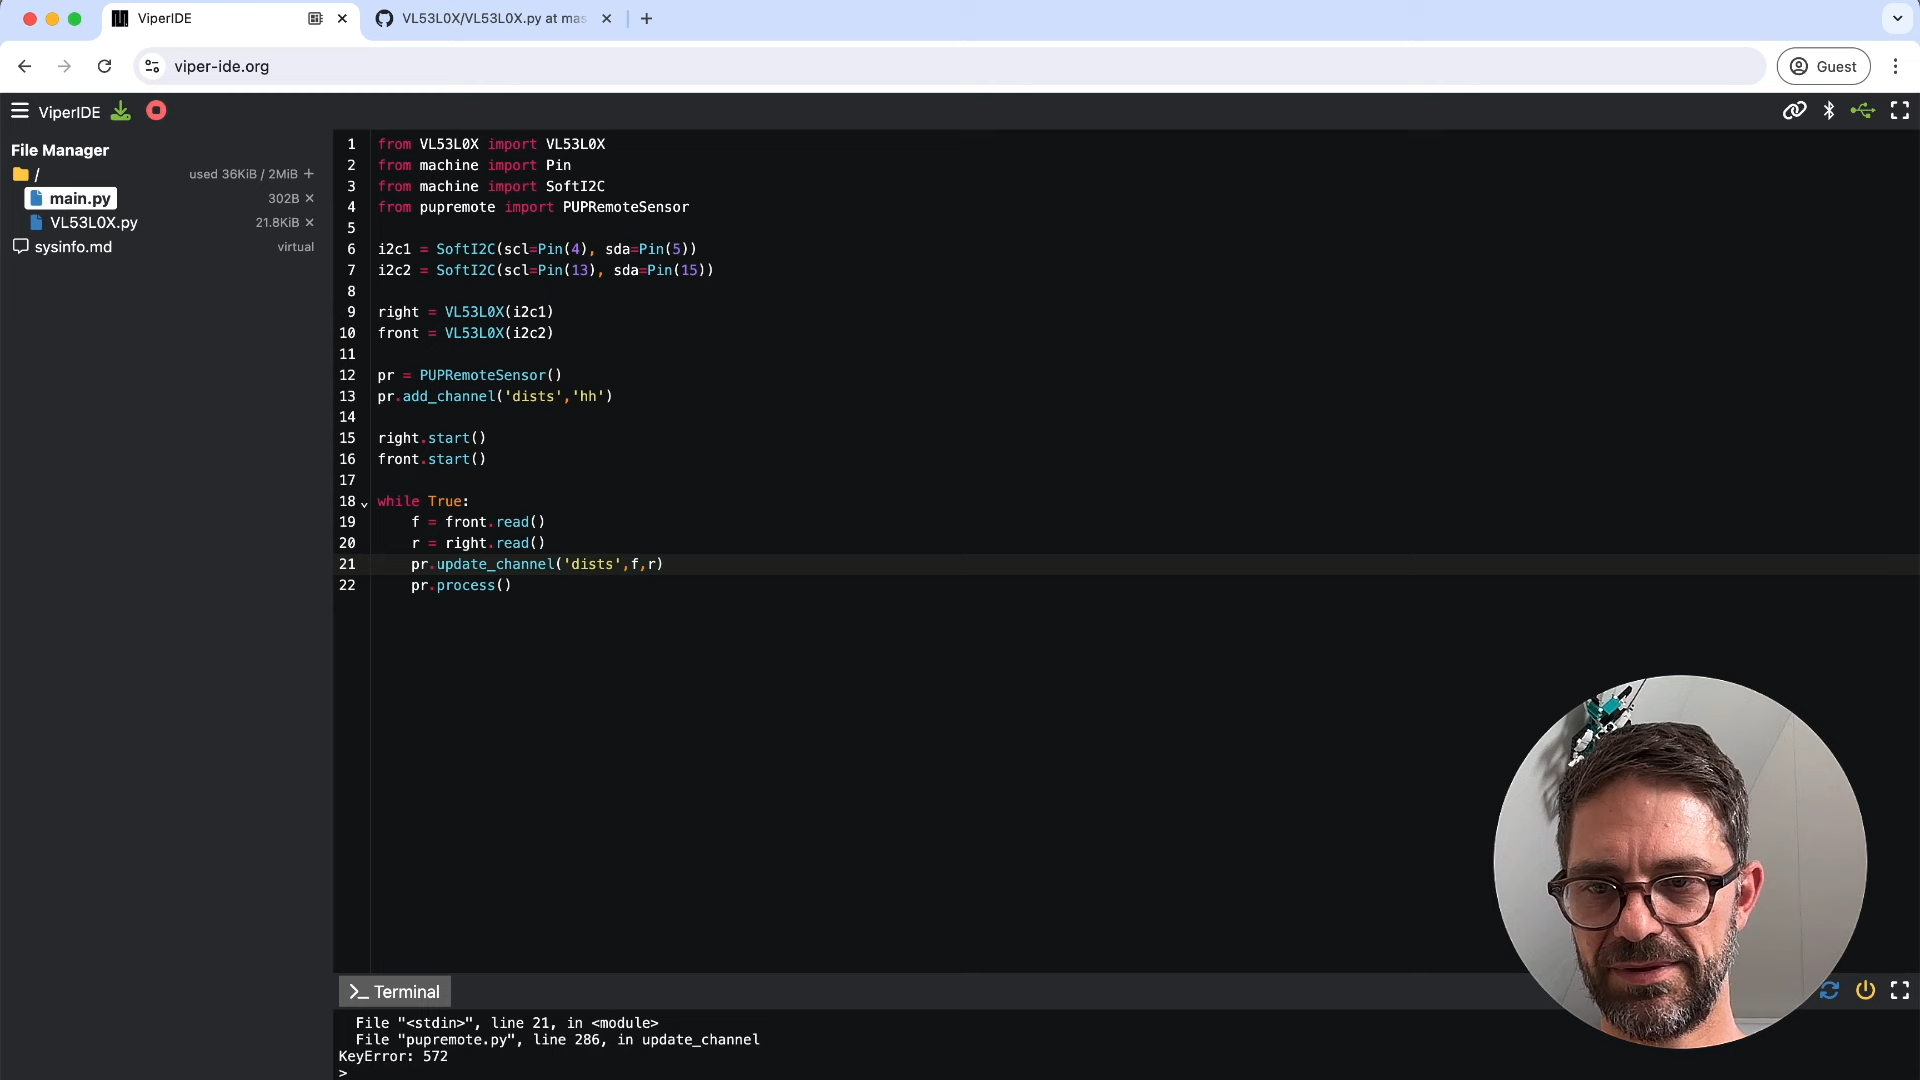 ViperIDE
VL53L0X/VL53L0X.py at mas
viper-ide.org
Guest
ViperIDE
File Manager
/
used 36KiB / 2MiB
main.py
302B
VL53L0X.py
21.8KiB
sysinfo.md
virtual
1 from VL53L0X import VL53L0X
2 from machine import Pin
3 from machine import SoftI2C
4 from pupremote import PUPRemoteSensor
5
6 i2c1 = SoftI2C(scl=Pin(4), sda=Pin(5))
7 i2c2 = SoftI2C(scl=Pin(13), sda=Pin(15))
8
9 right = VL53L0X(i2c1)
10 front = VL53L0X(i2c2)
11
12 pr = PUPRemoteSensor()
13 pr.add_channel('dists','hh')
14
15 right.start()
16 front.start()
17
18 while True:
19 f = front.read()
20 r = right.read()
21 pr.update_channel('dists',f,r)
22 pr.process()
Terminal
File "<stdin>", line 21, in <module>
File "pupremote.py", line 286, in update_channel
KeyError: 572
>